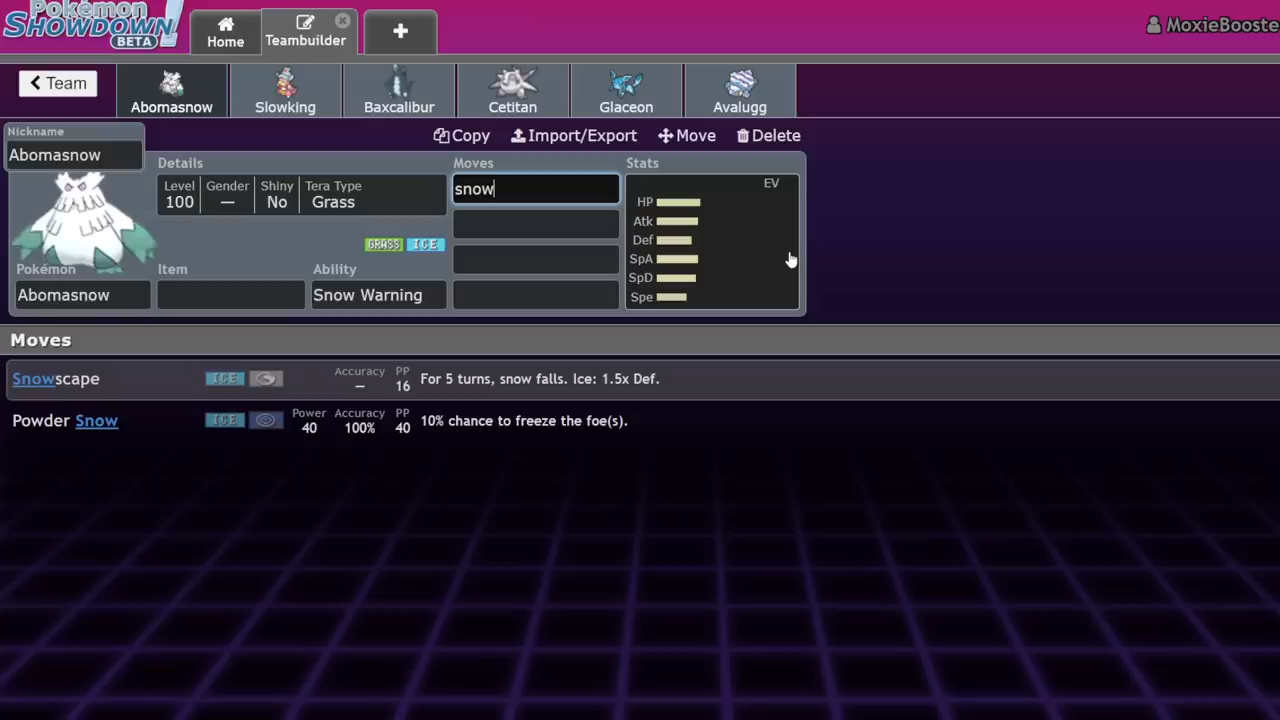 Pokémon
SHOWDOWN!
BETA
Home
Teambuilder
MoxieBooste
Team
Abomasnow
Slowking
Baxcalibur
Cetitan
Glaceon
Avalugg
Copy
Import/Export
Move
Delete
Nickname
Abomasnow
Details
Level
100
Gender
—
Shiny
No
Tera Type
Grass
GRASS ICE
Pokémon
Abomasnow
Item
Ability
Snow Warning
Moves
snow
Stats
EV
HP
Atk
Def
SpA
SpD
Spe
Moves
Snowscape ICE Accuracy — PP 16 For 5 turns, snow falls. Ice: 1.5x Def.
Powder Snow ICE Power 40 Accuracy 100% PP 40 10% chance to freeze the foe(s).